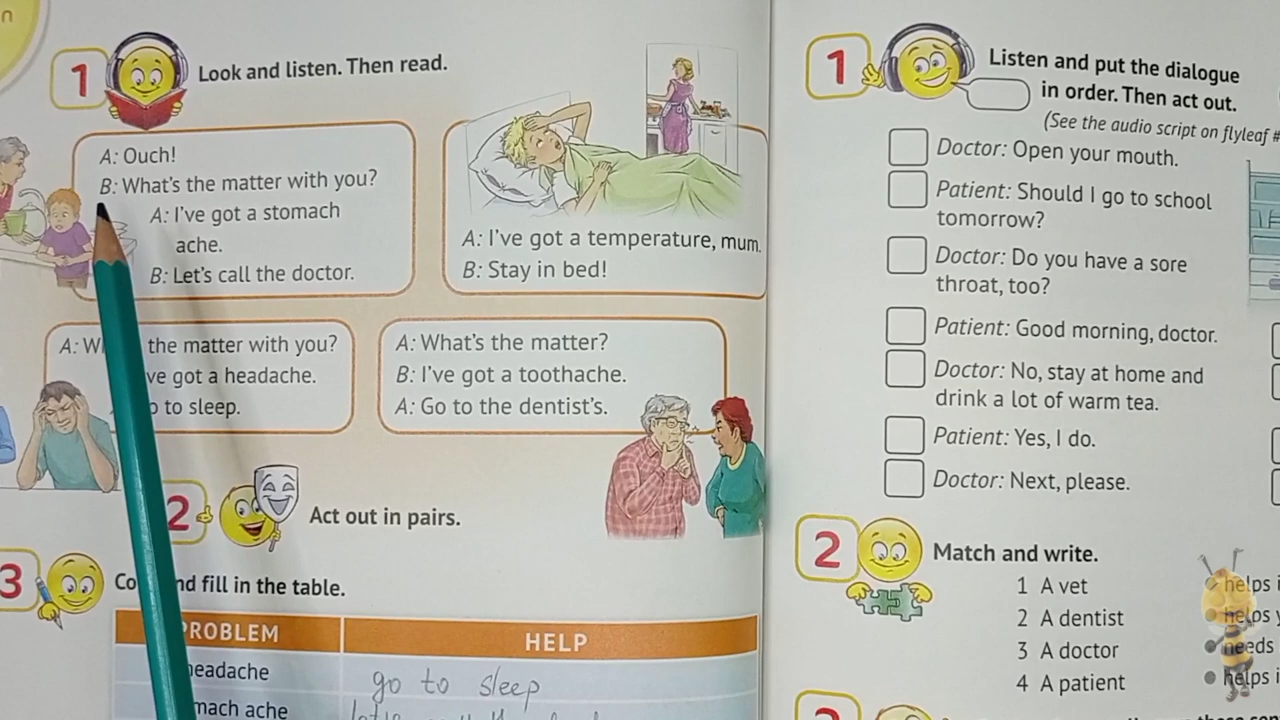 n
1 Look and listen. Then read.
A: Ouch!
B: What's the matter with you?
A: I've got a stomach
ache.
B: Let's call the doctor.
A: I've got a temperature, mum.
B: Stay in bed!
A: the matter with you?
got a headache.
to sleep.
A: What's the matter?
B: I've got a toothache.
A: Go to the dentist's.
2 Act out in pairs.
3 fill in the table.
PROBLEM HELP
headache go to sleep
ache
1 Listen and put the dialogue
in order. Then act out.
(See the audio script on flyleaf #
Doctor: Open your mouth.
Patient: Should I go to school
tomorrow?
Doctor: Do you have a sore
throat, too?
Patient: Good morning, doctor.
Doctor: No, stay at home and
drink a lot of warm tea.
Patient: Yes, I do.
Doctor: Next, please.
2 Match and write.
1 A vet helps
2 A dentist helps
3 A doctor needs
4 A patient helps